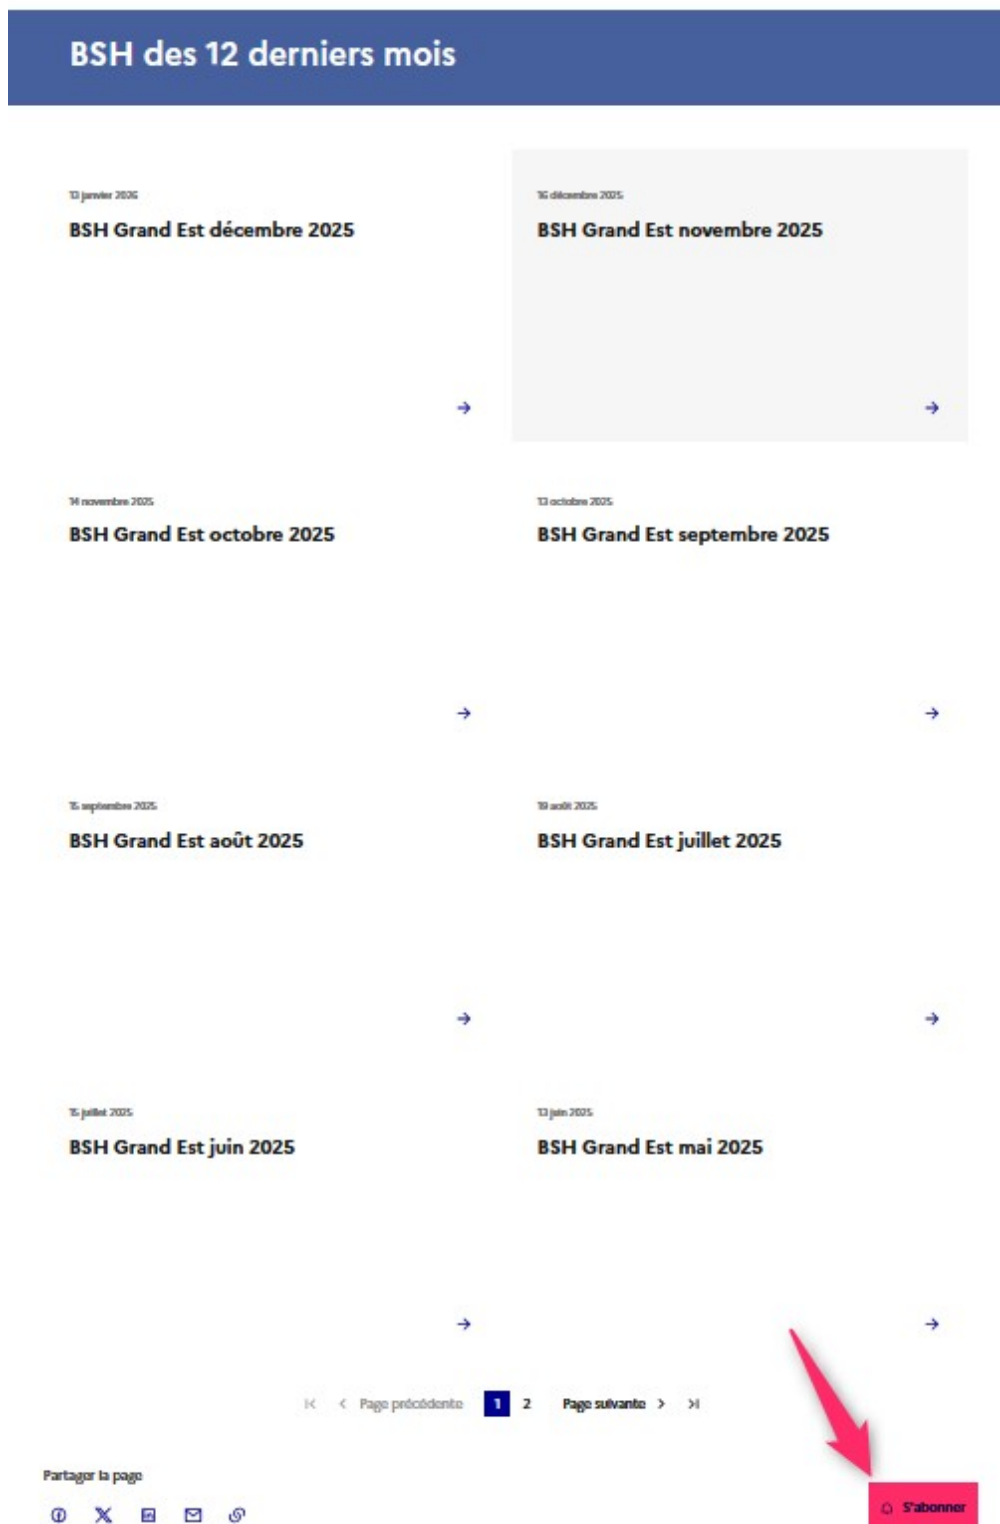 BSH des 12 derniers mois
13 janvier 2026
BSH Grand Est décembre 2025
16 décembre 2025
BSH Grand Est novembre 2025
14 novembre 2025
BSH Grand Est octobre 2025
13 octobre 2025
BSH Grand Est septembre 2025
15 septembre 2025
BSH Grand Est août 2025
19 août 2025
BSH Grand Est juillet 2025
15 juillet 2025
BSH Grand Est juin 2025
13 juin 2025
BSH Grand Est mai 2025
Page précédente 1 2 Page suivante
Partager la page
S'abonner